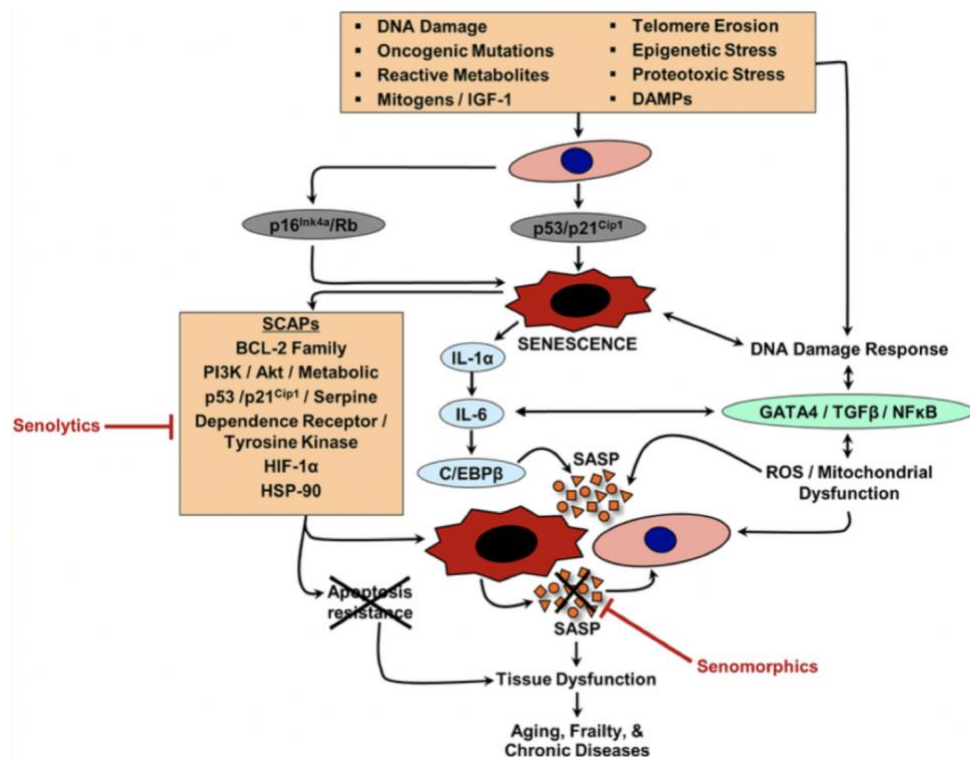 ▪ DNA Damage
▪ Oncogenic Mutations
▪ Reactive Metabolites
▪ Mitogens / IGF-1
▪ Telomere Erosion
▪ Epigenetic Stress
▪ Proteotoxic Stress
▪ DAMPs
p16Ink4a/Rb
p53/p21Cip1
SENESCENCE
SCAPs
BCL-2 Family
PI3K / Akt / Metabolic
p53 /p21Cip1 / Serpine
Dependence Receptor /
Tyrosine Kinase
HIF-1α
HSP-90
Senolytics
IL-1α
IL-6
C/EBPβ
DNA Damage Response
GATA4 / TGFβ / NFκB
ROS / Mitochondrial
Dysfunction
SASP
Apoptosis
resistance
SASP
Senomorphics
Tissue Dysfunction
Aging, Frailty, &
Chronic Diseases